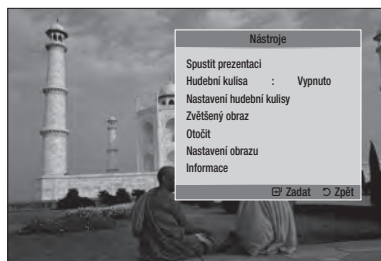 Nástroje
Spustit prezentaci
Hudební kulisa : Vypnuto
Nastavení hudební kulisy
Zvětšený obraz
Otočit
Nastavení obrazu
Informace
Zadat Zpět